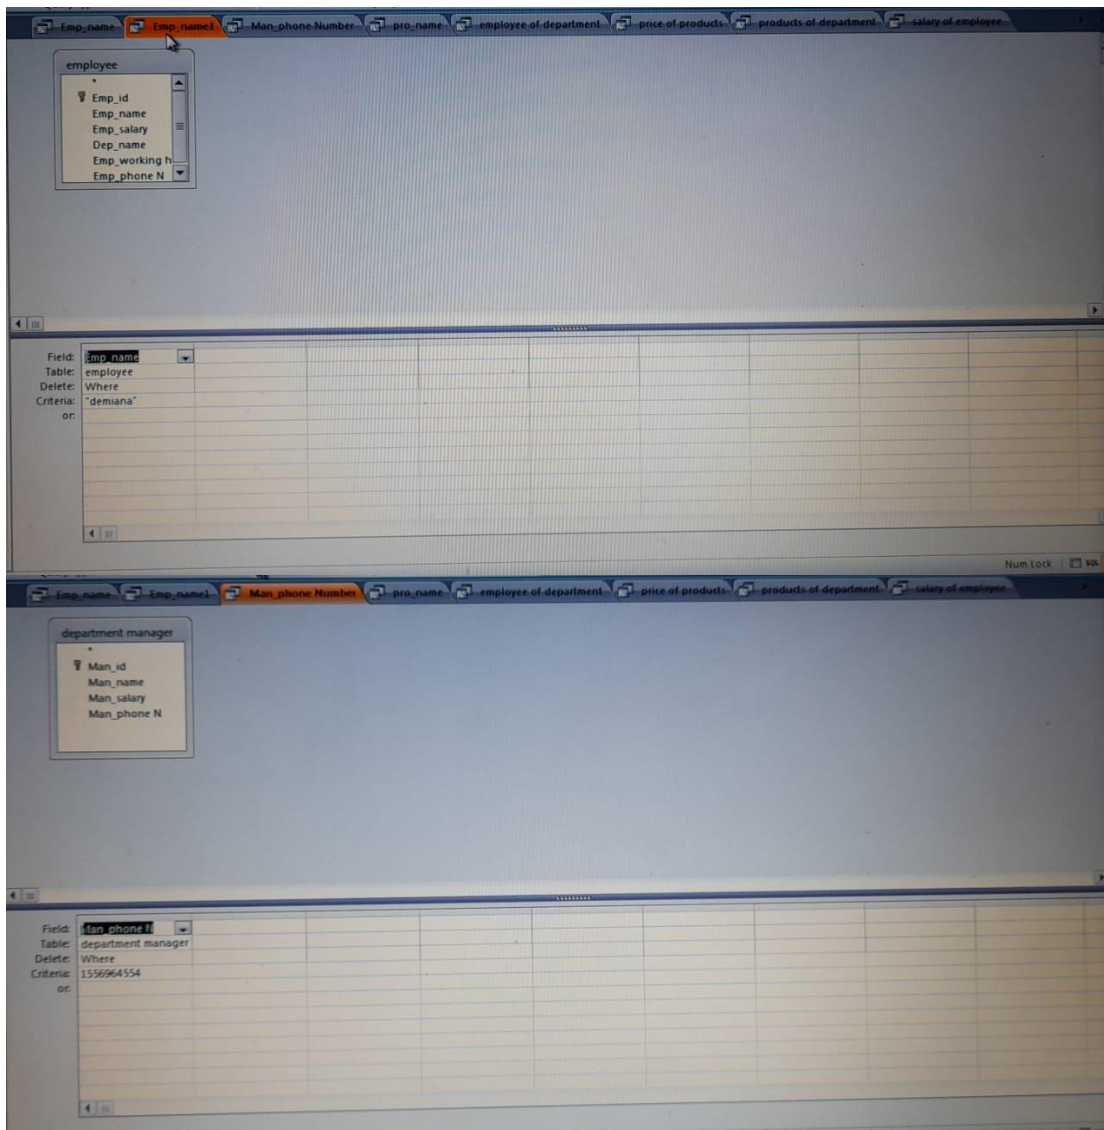 Emp_name Emp_name1 Man_phone Number pro_name employee of department price of products products of department salary of employee
employee
*
Emp_id
Emp_name
Emp_salary
Dep_name
Emp_working h
Emp_phone N
Field: Emp_name
Table: employee
Delete: Where
Criteria: "demiana"
or:
Num Lock SQL
Emp_name Emp_name1 Man_phone Number pro_name employee of department price of products products of department salary of employee
department manager
*
Man_id
Man_name
Man_salary
Man_phone N
Field: Man_phone N
Table: department manager
Delete: Where
Criteria: 1556964554
or: